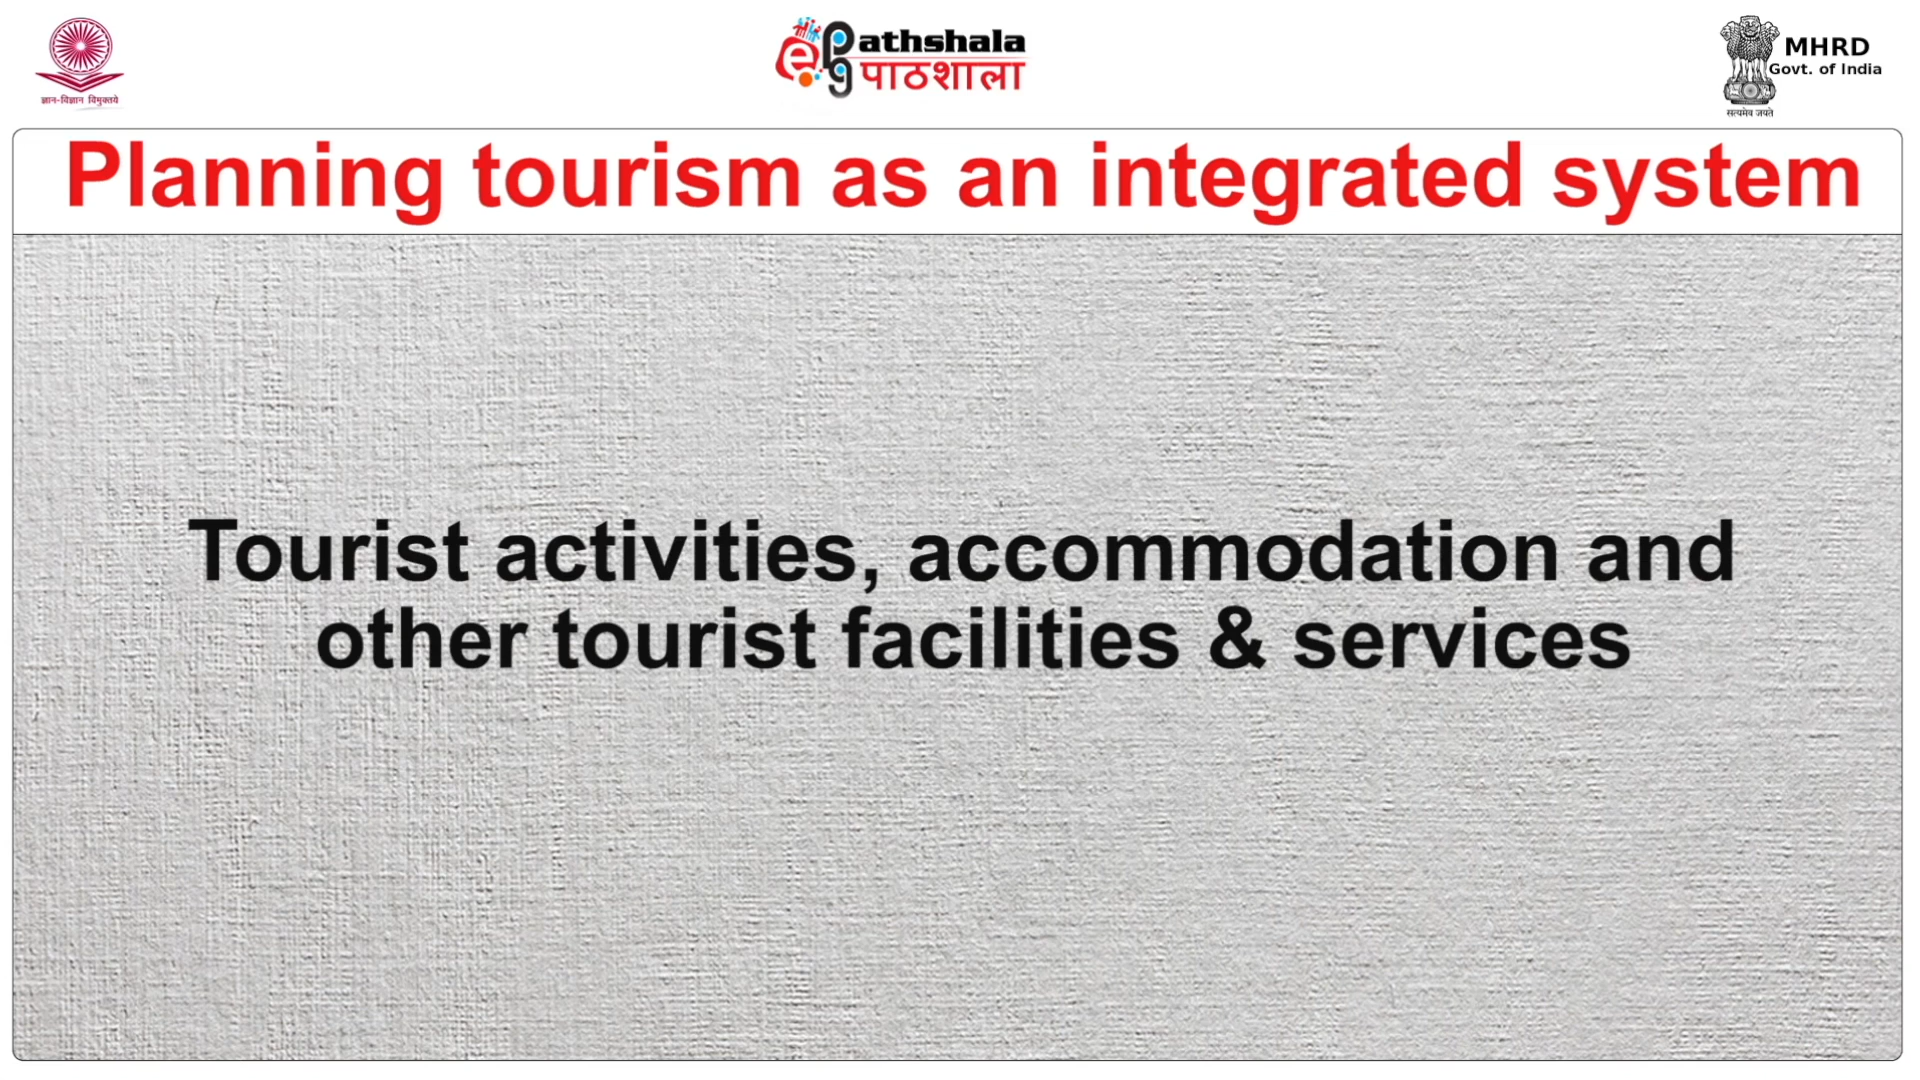 ज्ञान-विज्ञान विमुक्तये
ePGathshala
पाठशाला
MHRD
Govt. of India
सत्यमेव जयते
Planning tourism as an integrated system
Tourist activities, accommodation and
other tourist facilities & services